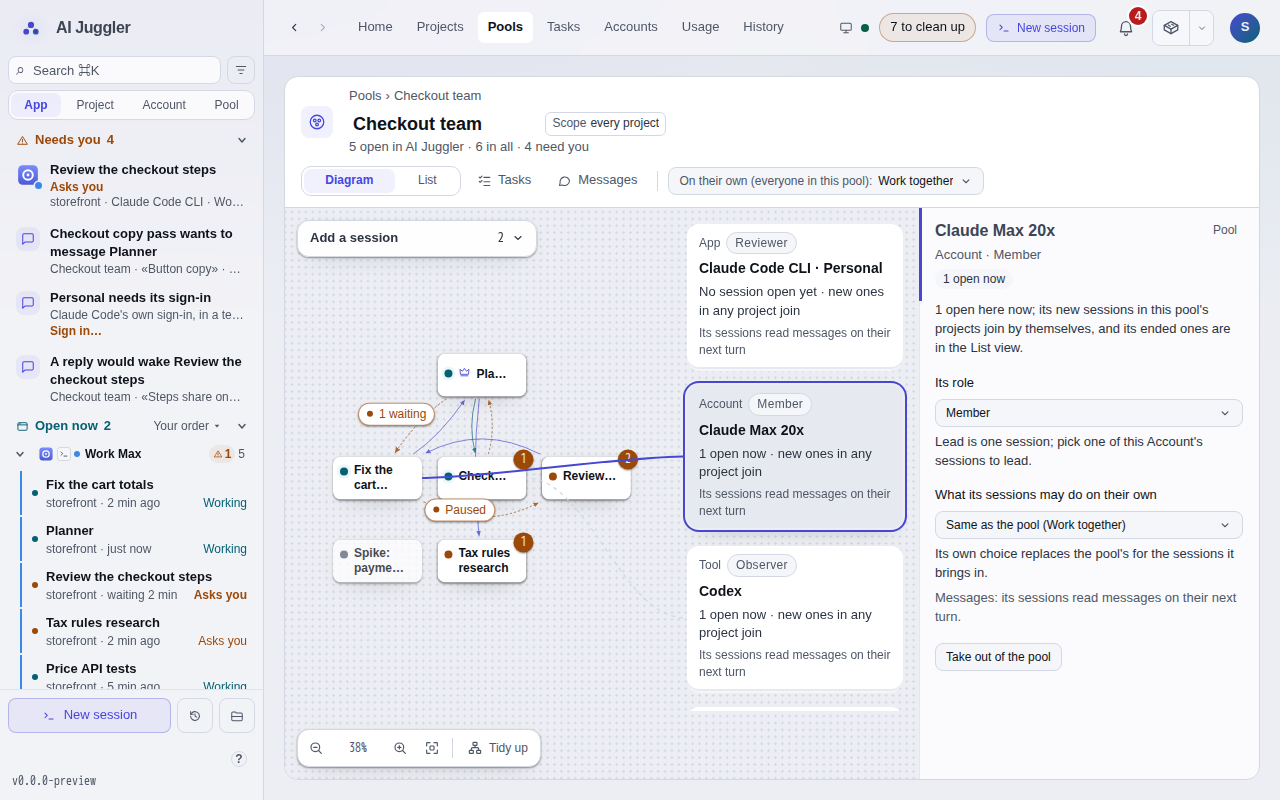 AI Juggler
Search ⌘K
App Project Account Pool
Needs you 4
Review the checkout steps
Asks you
storefront · Claude Code CLI · Wo…
Checkout copy pass wants to
message Planner
Checkout team · «Button copy» · …
Personal needs its sign-in
Claude Code's own sign-in, in a te…
Sign in…
A reply would wake Review the
checkout steps
Checkout team · «Steps share on…
Open now 2 Your order
Work Max 1 5
Fix the cart totals
storefront · 2 min ago Working
Planner
storefront · just now Working
Review the checkout steps
storefront · waiting 2 min Asks you
Tax rules research
storefront · 2 min ago Asks you
Price API tests
storefront · 5 min ago Working
New session
?
v0.0.0-preview
Home Projects Pools Tasks Accounts Usage History
7 to clean up
New session
4
S
Pools › Checkout team
Checkout team
Scope every project
5 open in AI Juggler · 6 in all · 4 need you
Diagram List Tasks Messages
On their own (everyone in this pool): Work together
Add a session 2
Pla…
1 waiting
Fix the
cart…
1
Check…
2
Review…
Paused
Spike:
payme…
1
Tax rules
research
38%
Tidy up
App Reviewer
Claude Code CLI · Personal
No session open yet · new ones
in any project join
Its sessions read messages on their
next turn
Account Member
Claude Max 20x
1 open now · new ones in any
project join
Its sessions read messages on their
next turn
Tool Observer
Codex
1 open now · new ones in any
project join
Its sessions read messages on their
next turn
Claude Max 20x Pool
Account · Member
1 open now
1 open here now; its new sessions in this pool's
projects join by themselves, and its ended ones are
in the List view.
Its role
Member
Lead is one session; pick one of this Account's
sessions to lead.
What its sessions may do on their own
Same as the pool (Work together)
Its own choice replaces the pool's for the sessions it
brings in.
Messages: its sessions read messages on their next
turn.
Take out of the pool